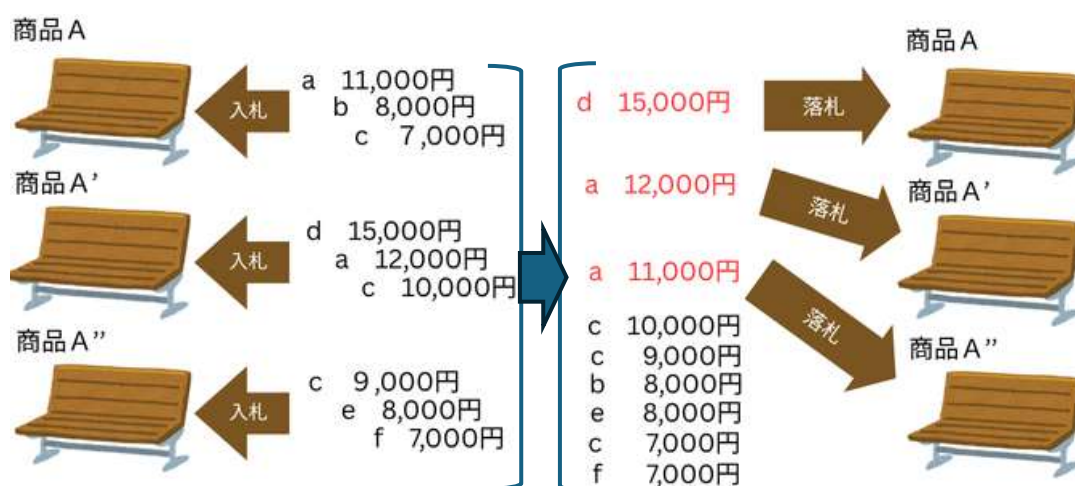 商品A
入札
a 11,000円
b 8,000円
c 7,000円
商品A’
入札
d 15,000円
a 12,000円
c 10,000円
商品A”
入札
c 9,000円
e 8,000円
f 7,000円
d 15,000円
a 12,000円
a 11,000円
c 10,000円
c 9,000円
b 8,000円
e 8,000円
c 7,000円
f 7,000円
落札
商品A
落札
商品A’
落札
商品A”